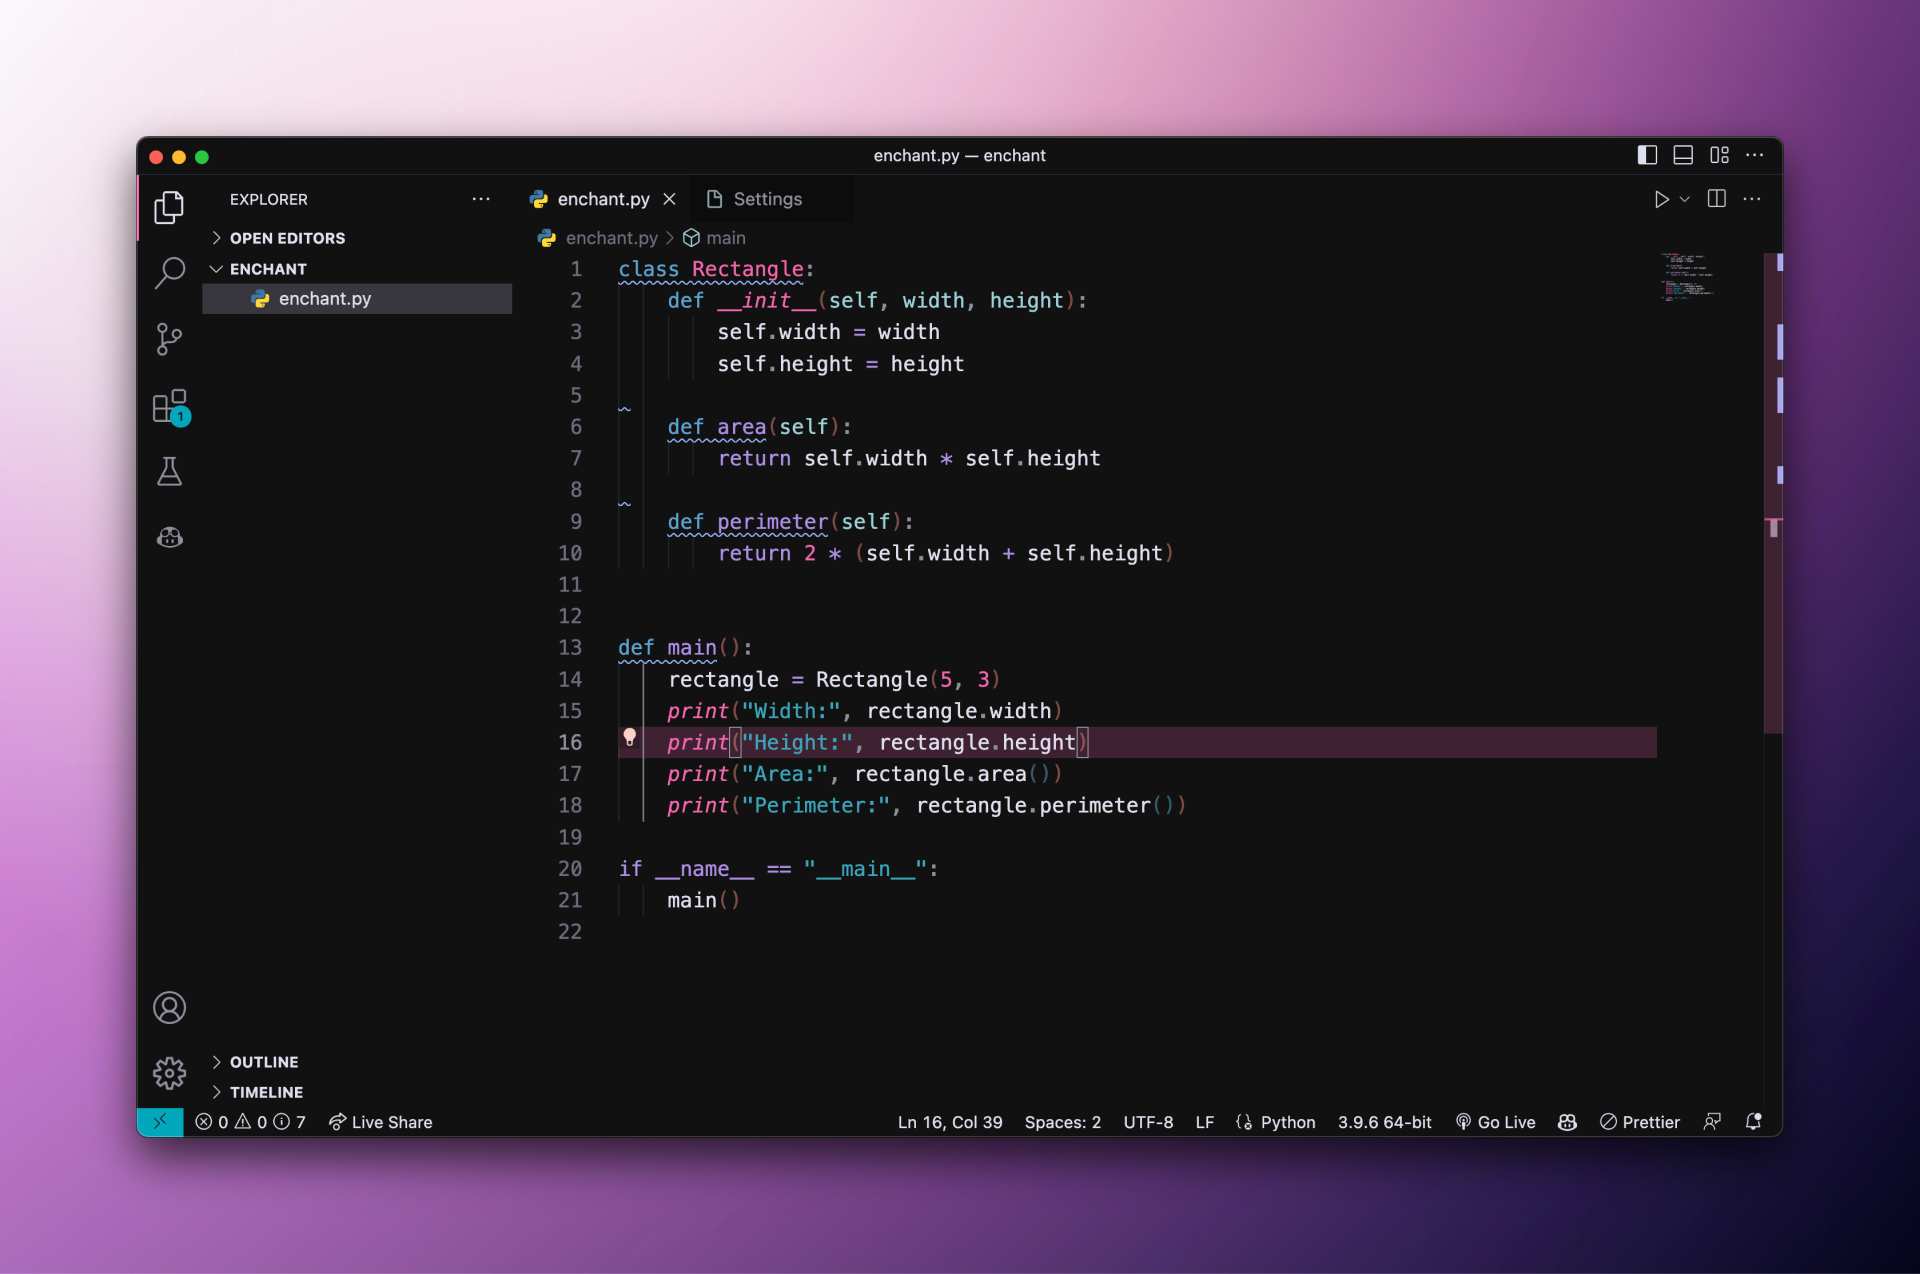 enchant.py — enchant
EXPLORER
OPEN EDITORS
ENCHANT
enchant.py
1
OUTLINE
TIMELINE
enchant.py
Settings
enchant.py > main
1 class Rectangle:
2     def __init__(self, width, height):
3         self.width = width
4         self.height = height
5
6     def area(self):
7         return self.width * self.height
8
9     def perimeter(self):
10         return 2 * (self.width + self.height)
11
12
13 def main():
14     rectangle = Rectangle(5, 3)
15     print("Width:", rectangle.width)
16     print("Height:", rectangle.height)
17     print("Area:", rectangle.area())
18     print("Perimeter:", rectangle.perimeter())
19
20 if __name__ == "__main__":
21     main()
22
0 0 7 Live Share Ln 16, Col 39 Spaces: 2 UTF-8 LF Python 3.9.6 64-bit Go Live Prettier